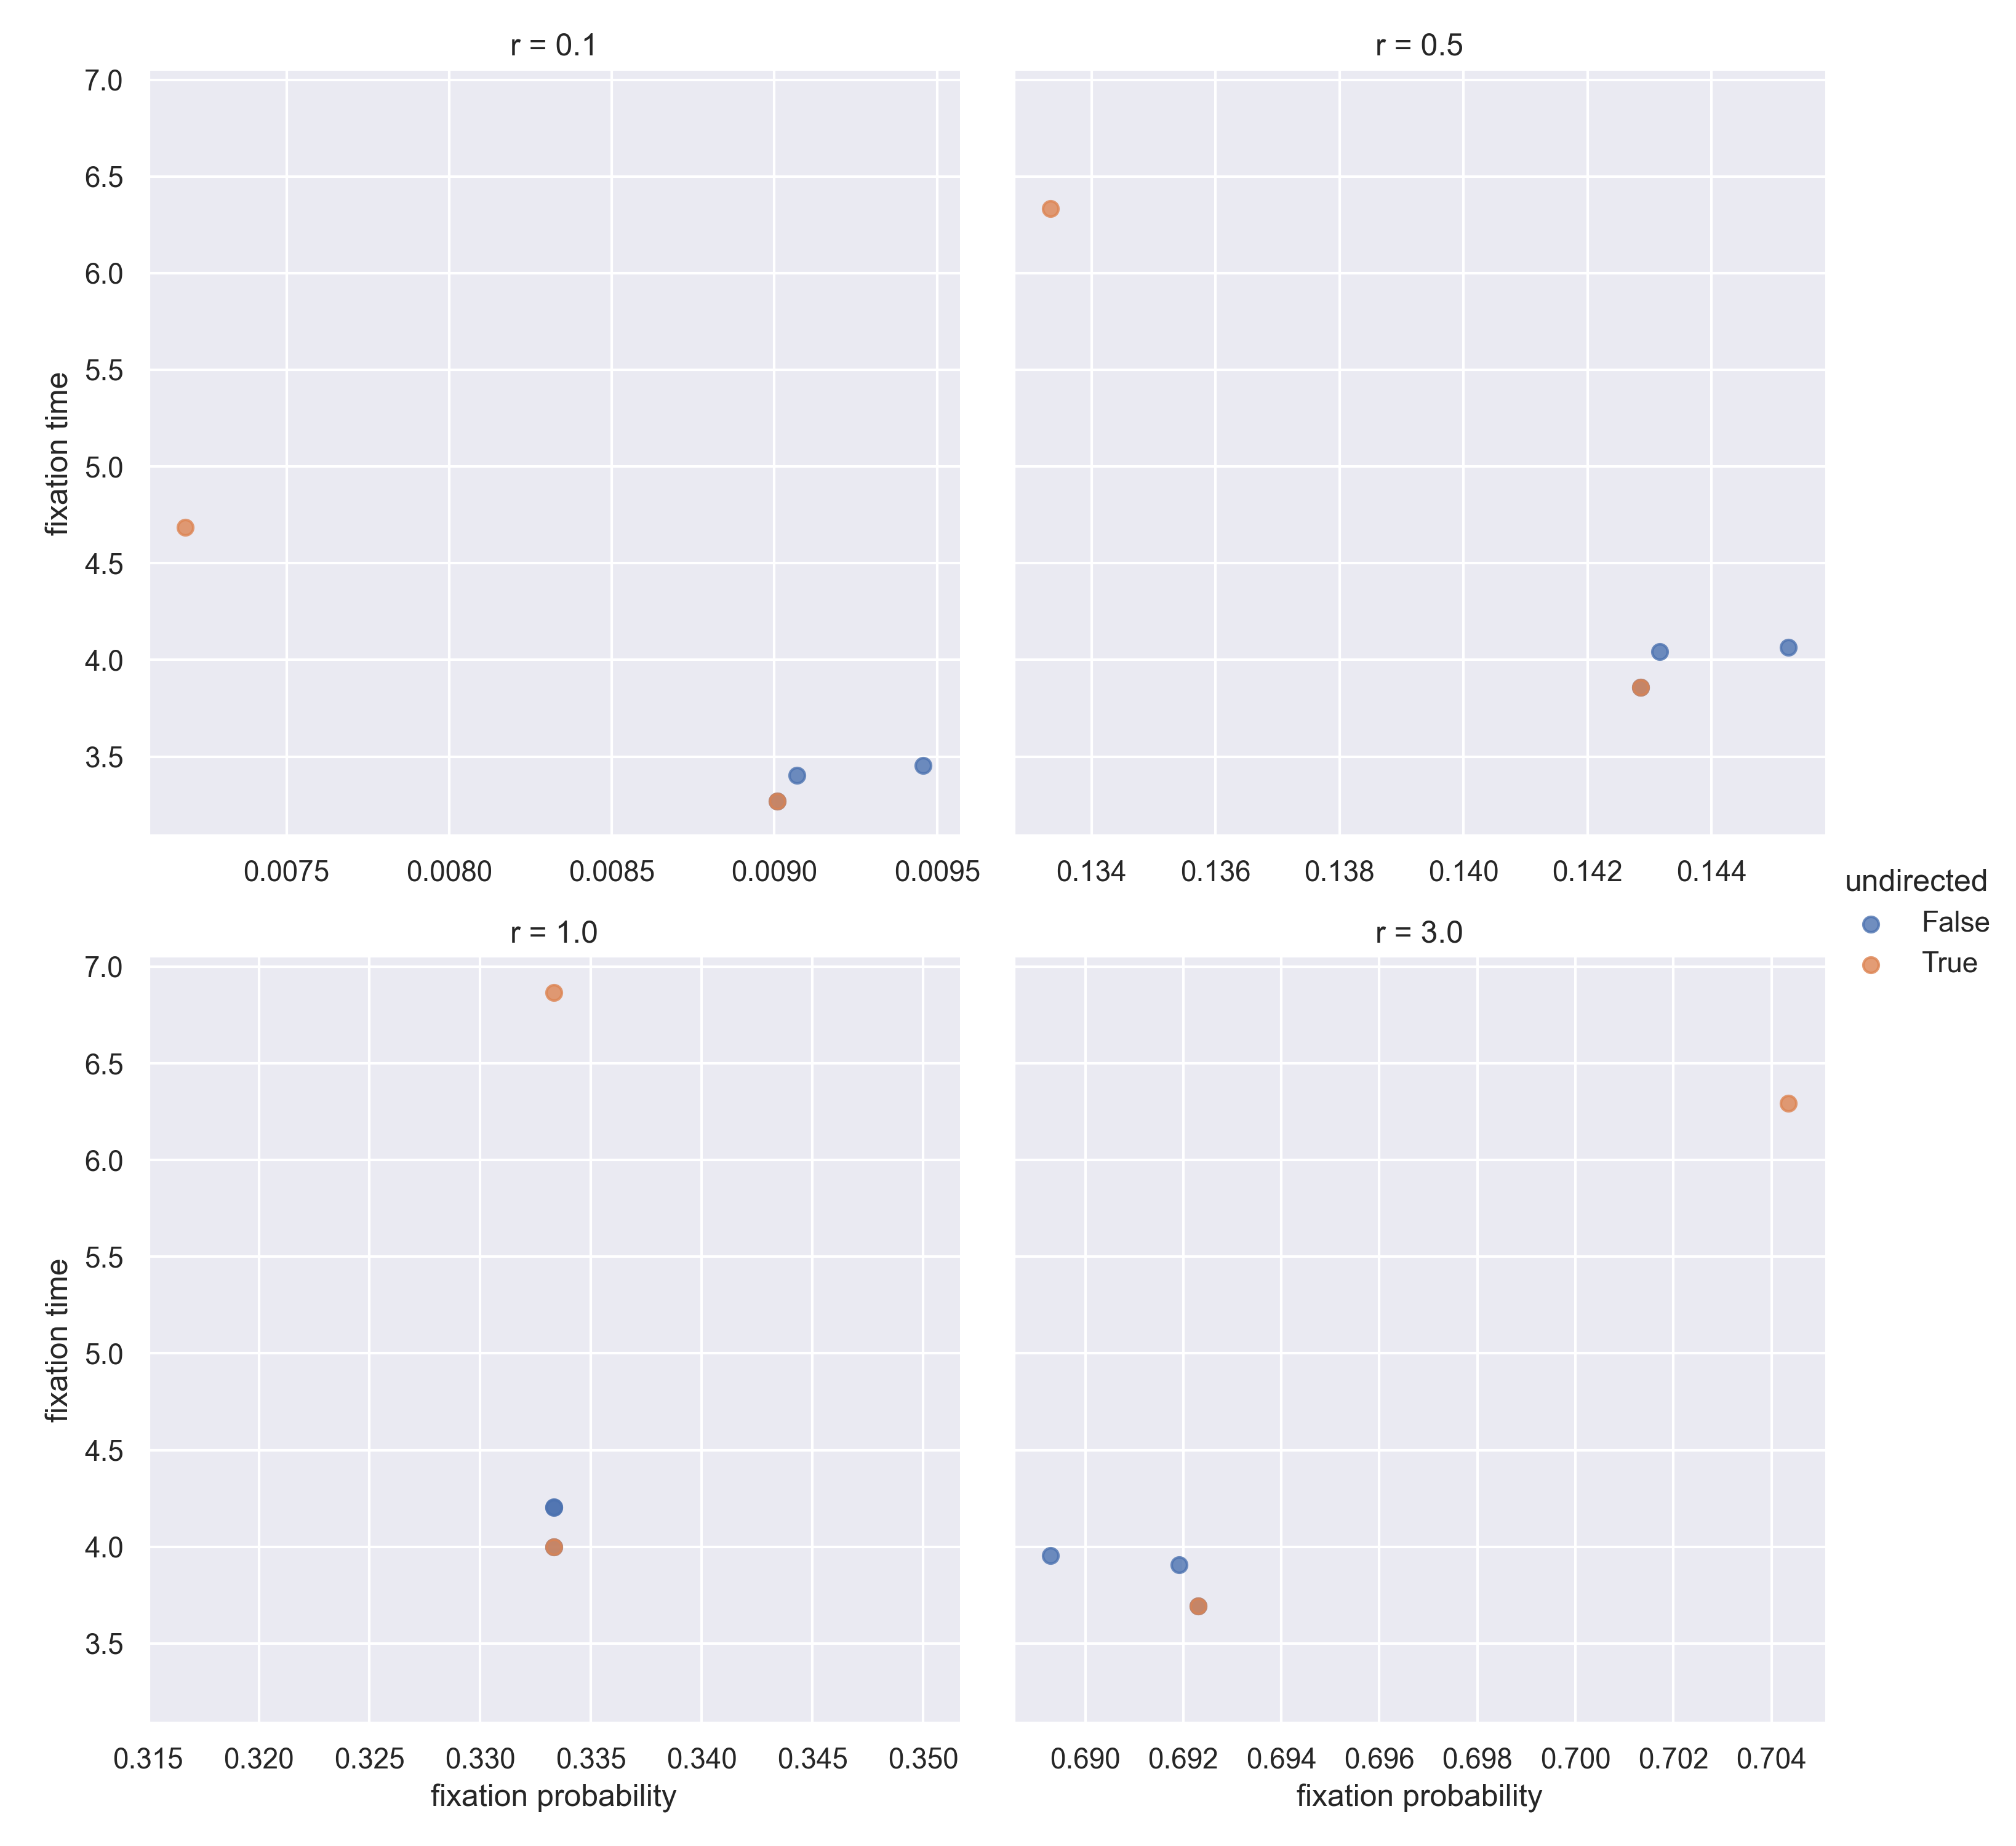 r = 0.1
r = 0.5
7.0
6.5
6.0
5.5
5.0
4.5
4.0
3.5
fixation time
0.0075 0.0080 0.0085 0.0090 0.0095
0.134 0.136 0.138 0.140 0.142 0.144
undirected
False
True
r = 1.0
r = 3.0
7.0
6.5
6.0
5.5
5.0
4.5
4.0
3.5
fixation time
0.315 0.320 0.325 0.330 0.335 0.340 0.345 0.350
fixation probability
0.690 0.692 0.694 0.696 0.698 0.700 0.702 0.704
fixation probability